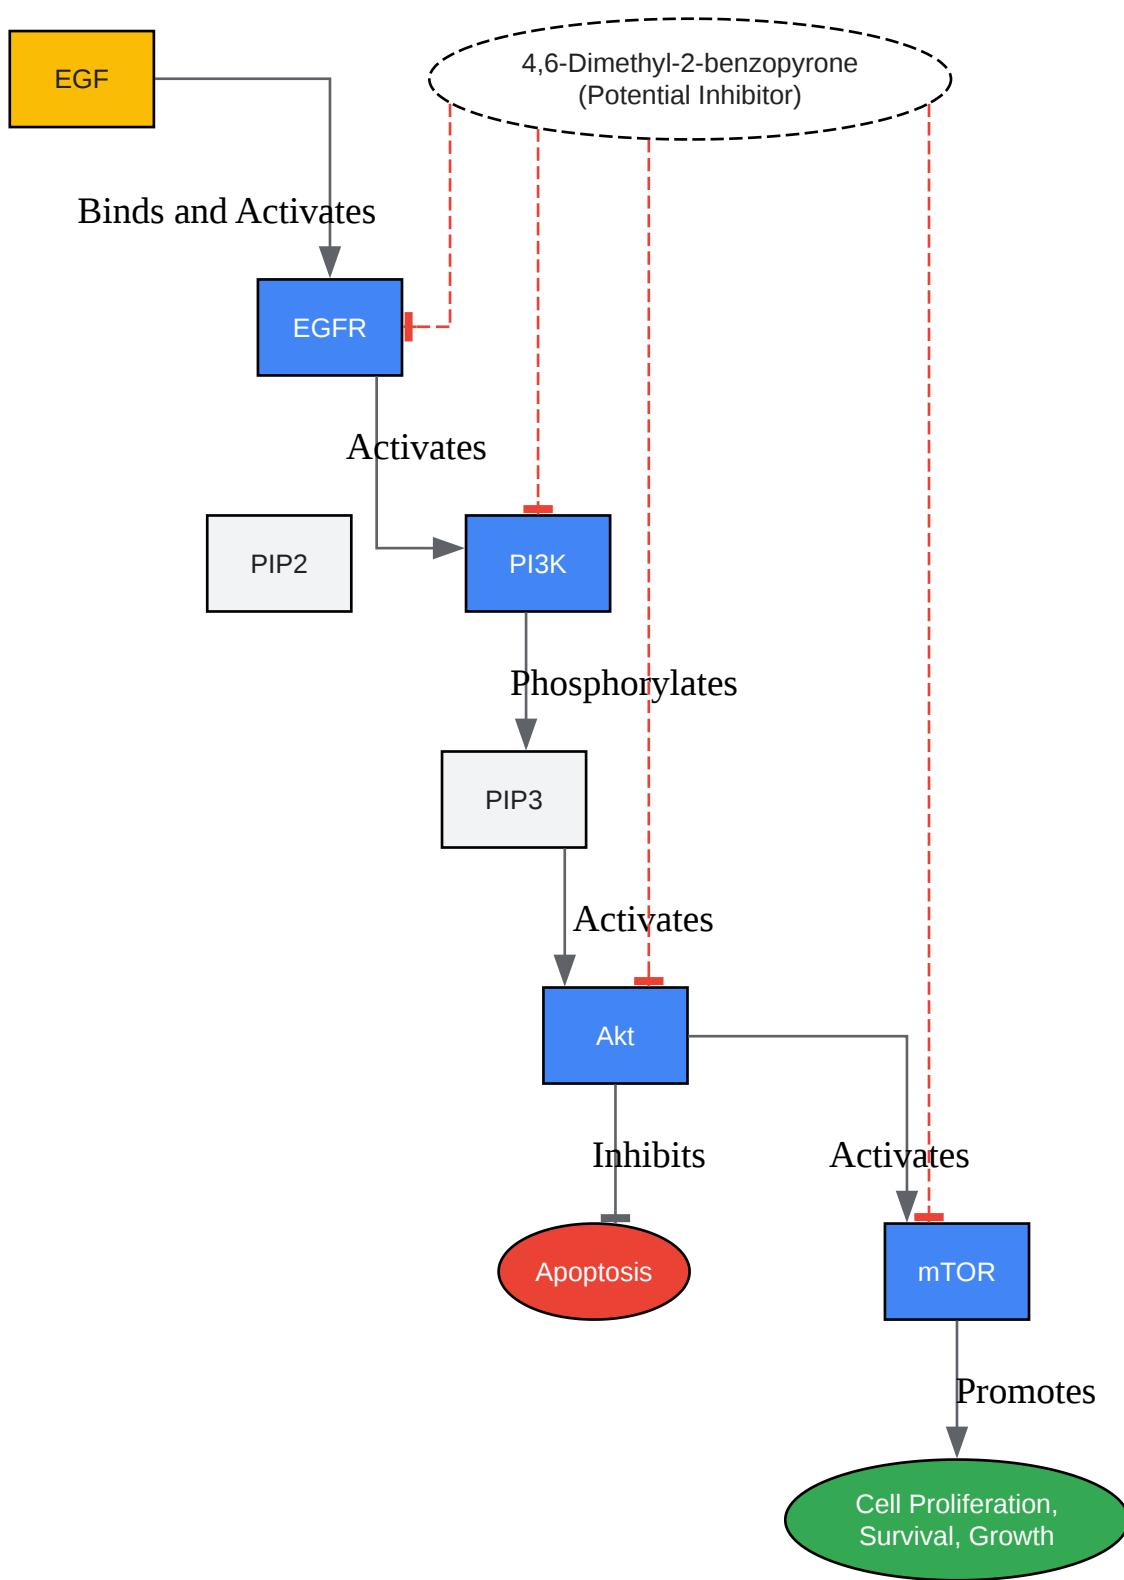 EGF
4,6-Dimethyl-2-benzopyrone
(Potential Inhibitor)
Binds and Activates
EGFR
Activates
PIP2
PI3K
Phosphorylates
PIP3
Activates
Akt
Inhibits
Activates
Apoptosis
mTOR
Promotes
Cell Proliferation,
Survival, Growth